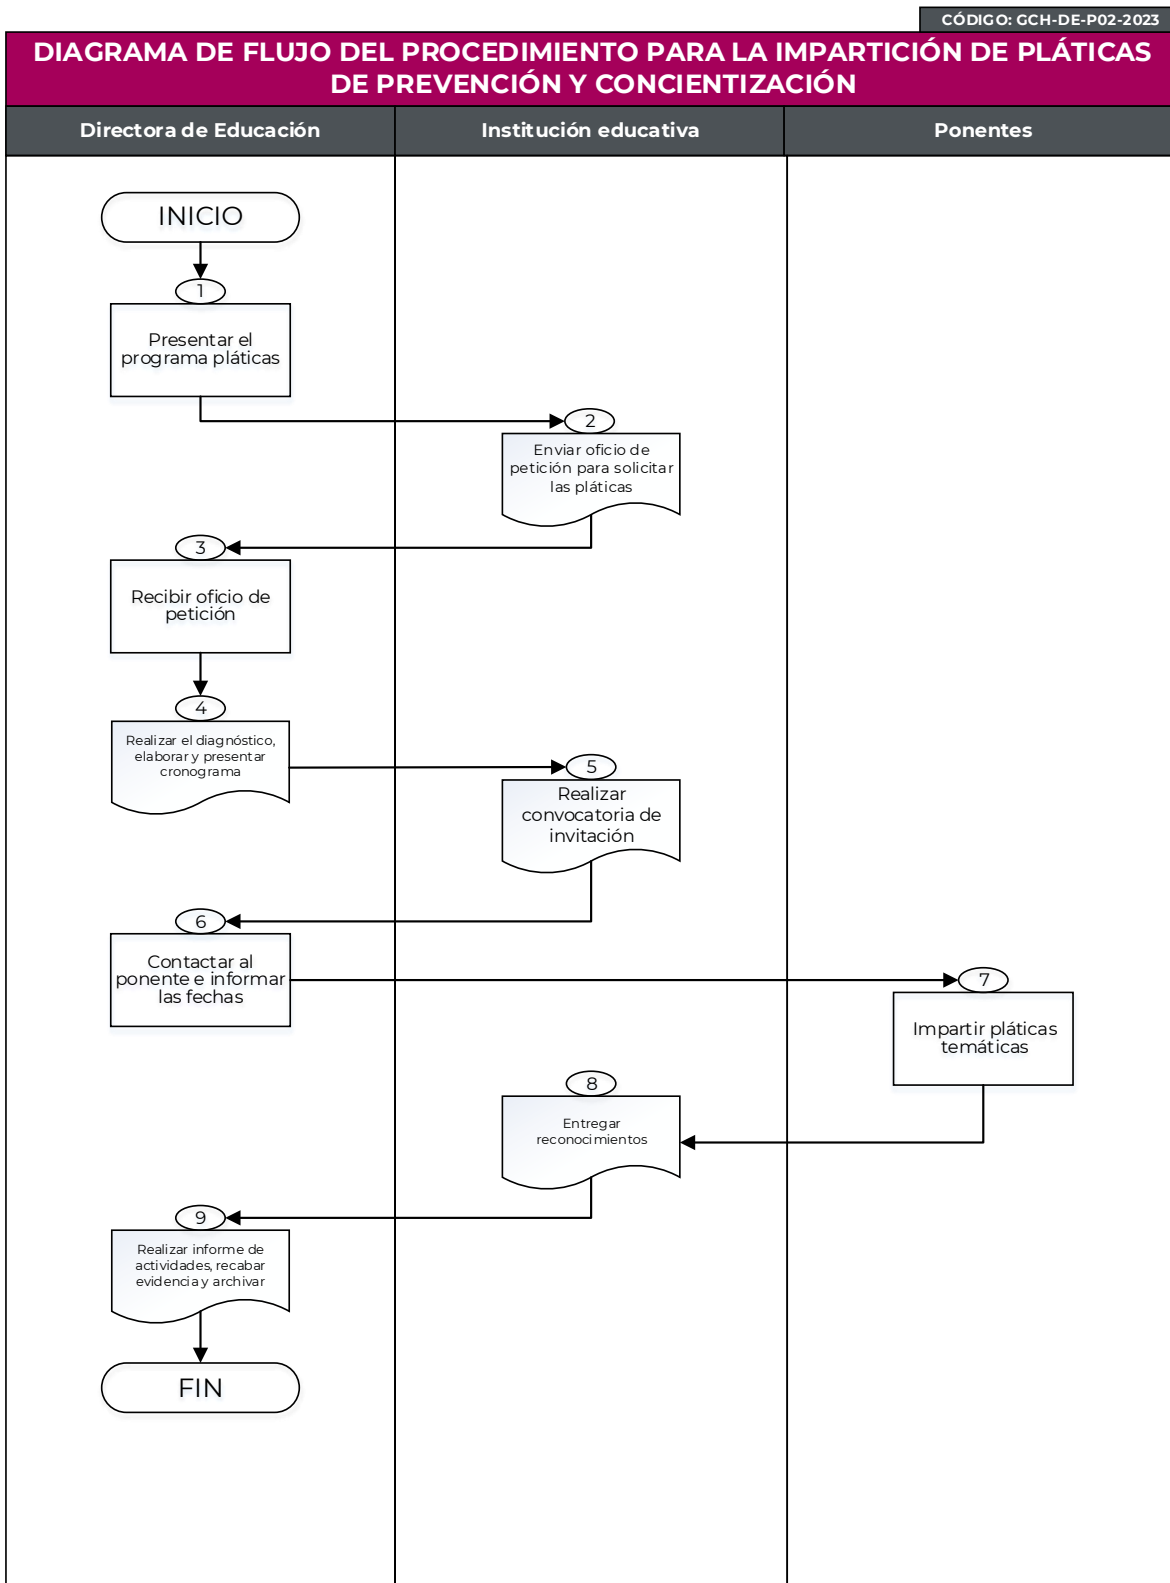 CÓDIGO: GCH-DE-P02-2023
DIAGRAMA DE FLUJO DEL PROCEDIMIENTO PARA LA IMPARTICIÓN DE PLÁTICAS
DE PREVENCIÓN Y CONCIENTIZACIÓN
Directora de Educación
Institución educativa
Ponentes
INICIO
1
Presentar el
programa pláticas
2
Enviar oficio de
petición para solicitar
las pláticas
3
Recibir oficio de
petición
4
Realizar el diagnóstico,
elaborar y presentar
cronograma
5
Realizar
convocatoria de
invitación
6
Contactar al
ponente e informar
las fechas
7
Impartir pláticas
temáticas
8
Entregar
reconocimientos
9
Realizar informe de
actividades, recabar
evidencia y archivar
FIN